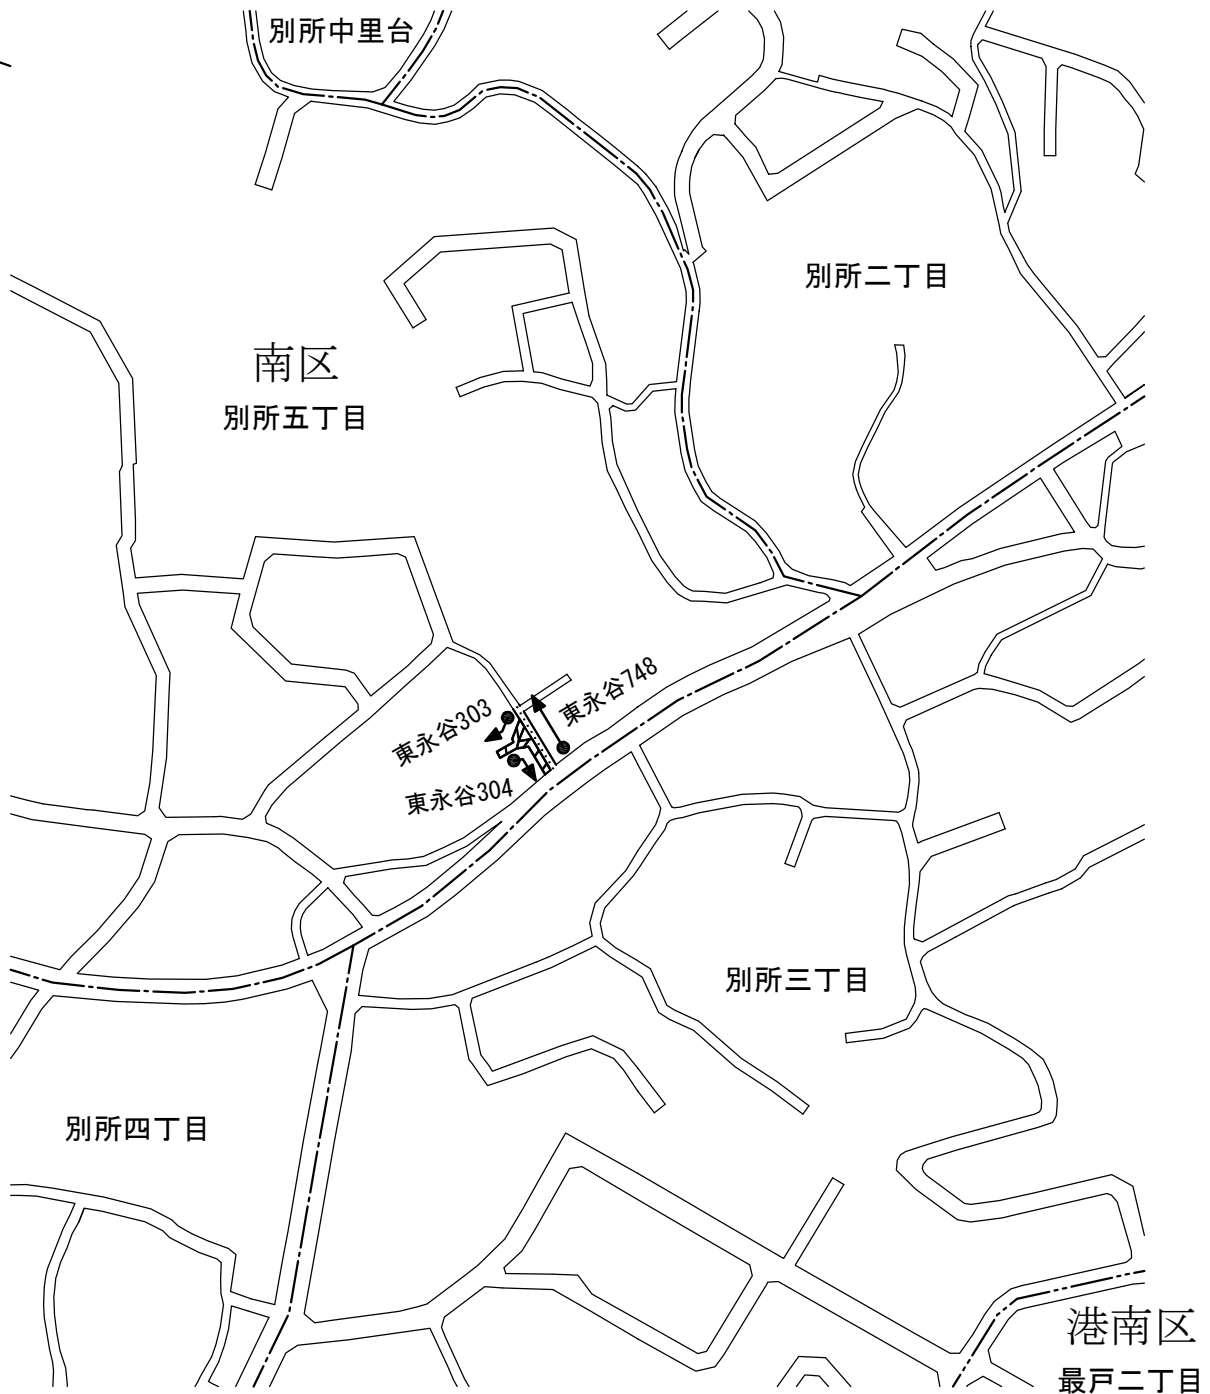 別所中里台
別所二丁目
南区
別所五丁目
東永谷748
東永谷303
東永谷304
別所三丁目
別所四丁目
港南区
最戸二丁目